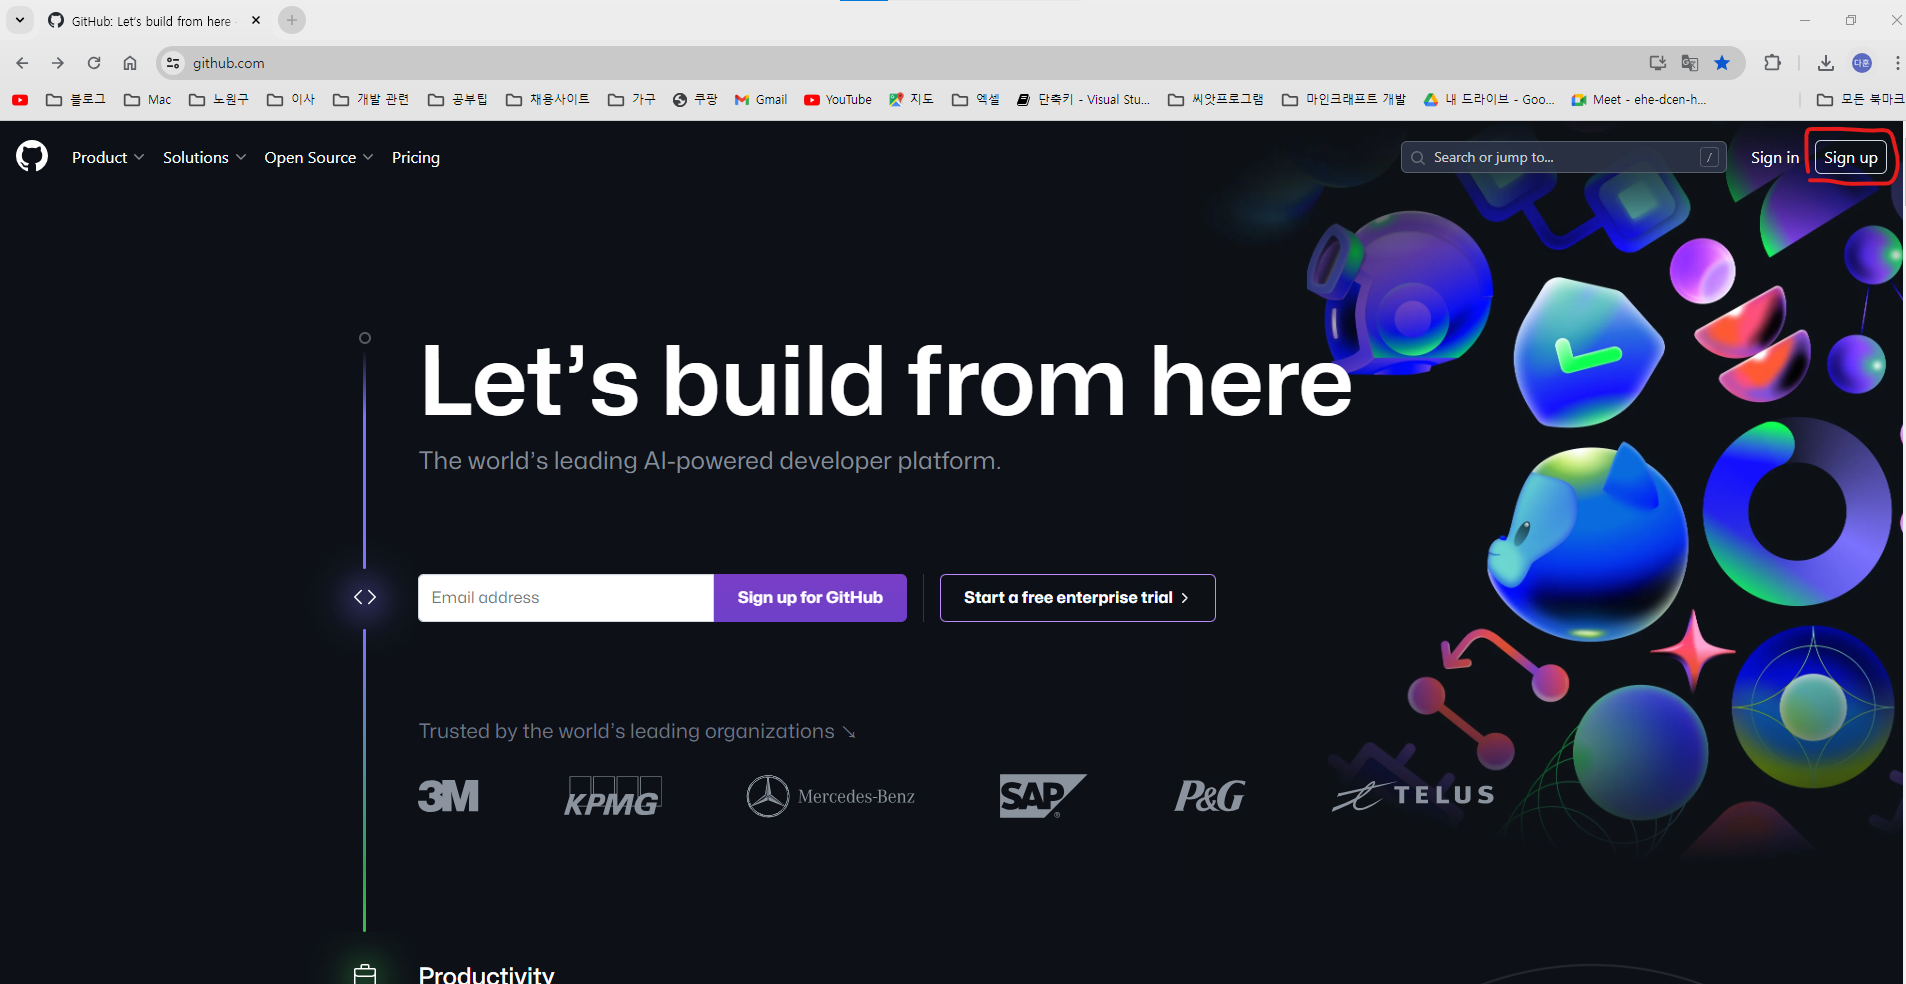 GitHub: Let's build from here
github.com
블로그 Mac 노원구 이사 개발 관련 공부팁 채용사이트 가구 쿠팡 Gmail YouTube 지도 엑셀 단축키 - Visual Stu... 씨앗프로그램 마인크래프트 개발 내 드라이브 - Goo... Meet - ehe-dcen-h... 모든 북마크
다훈
Product Solutions Open Source Pricing Search or jump to... / Sign in Sign up
Let’s build from here
The world’s leading AI-powered developer platform.
Email address Sign up for GitHub Start a free enterprise trial
Trusted by the world’s leading organizations ↘
3M KPMG Mercedes-Benz SAP® P&G TELUS
Productivity